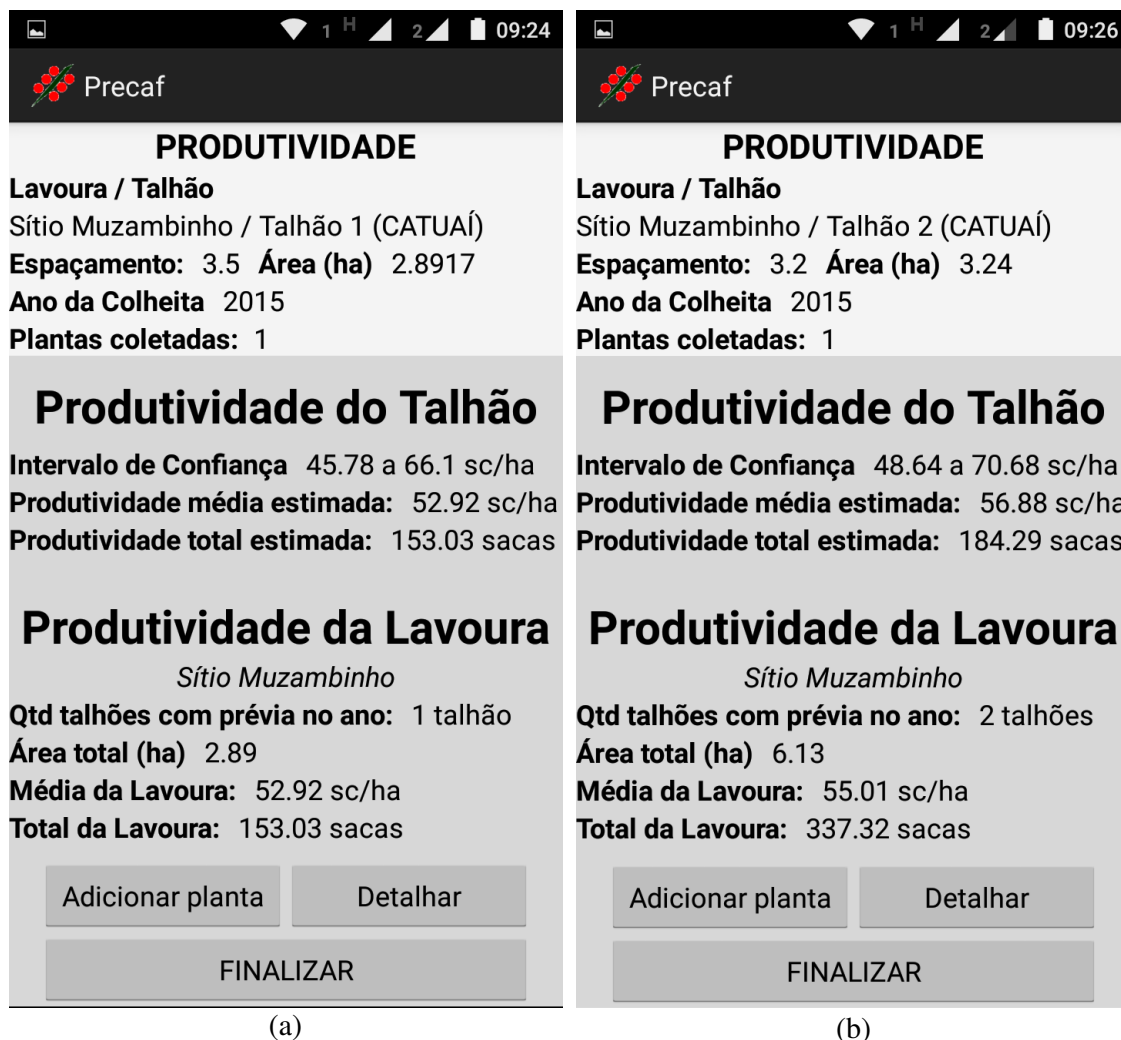 1 H 2 09:24
Precaf
PRODUTIVIDADE
Lavoura / Talhão
Sítio Muzambinho / Talhão 1 (CATUAÍ)
Espaçamento: 3.5 Área (ha) 2.8917
Ano da Colheita 2015
Plantas coletadas: 1
Produtividade do Talhão
Intervalo de Confiança 45.78 a 66.1 sc/ha
Produtividade média estimada: 52.92 sc/ha
Produtividade total estimada: 153.03 sacas
Produtividade da Lavoura
Sítio Muzambinho
Qtd talhões com prévia no ano: 1 talhão
Área total (ha) 2.89
Média da Lavoura: 52.92 sc/ha
Total da Lavoura: 153.03 sacas
Adicionar planta Detalhar
FINALIZAR
(a)
1 H 2 09:26
Precaf
PRODUTIVIDADE
Lavoura / Talhão
Sítio Muzambinho / Talhão 2 (CATUAÍ)
Espaçamento: 3.2 Área (ha) 3.24
Ano da Colheita 2015
Plantas coletadas: 1
Produtividade do Talhão
Intervalo de Confiança 48.64 a 70.68 sc/ha
Produtividade média estimada: 56.88 sc/ha
Produtividade total estimada: 184.29 sacas
Produtividade da Lavoura
Sítio Muzambinho
Qtd talhões com prévia no ano: 2 talhões
Área total (ha) 6.13
Média da Lavoura: 55.01 sc/ha
Total da Lavoura: 337.32 sacas
Adicionar planta Detalhar
FINALIZAR
(b)